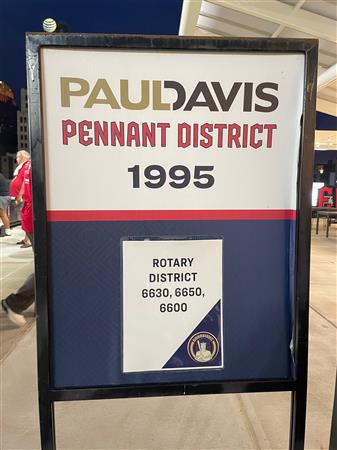 PAULDAVIS
PENNANT DISTRICT
1995
ROTARY
DISTRICT
6630, 6650,
6600